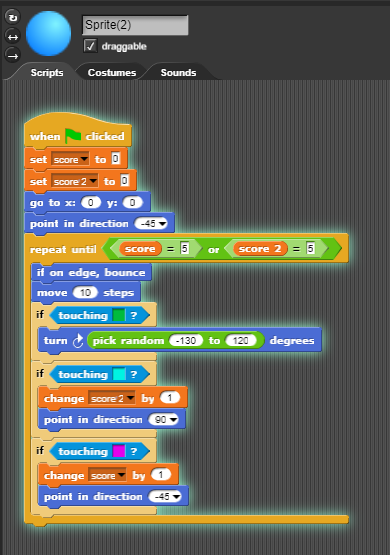 Sprite(2)
draggable
Scripts Costumes Sounds
when clicked
set score to 0
set score 2 to 0
go to x: 0 y: 0
point in direction -45
repeat until score = 5 or score 2 = 5
if on edge, bounce
move 10 steps
if touching ?
turn pick random -130 to 120 degrees
if touching ?
change score 2 by 1
point in direction 90
if touching ?
change score by 1
point in direction -45